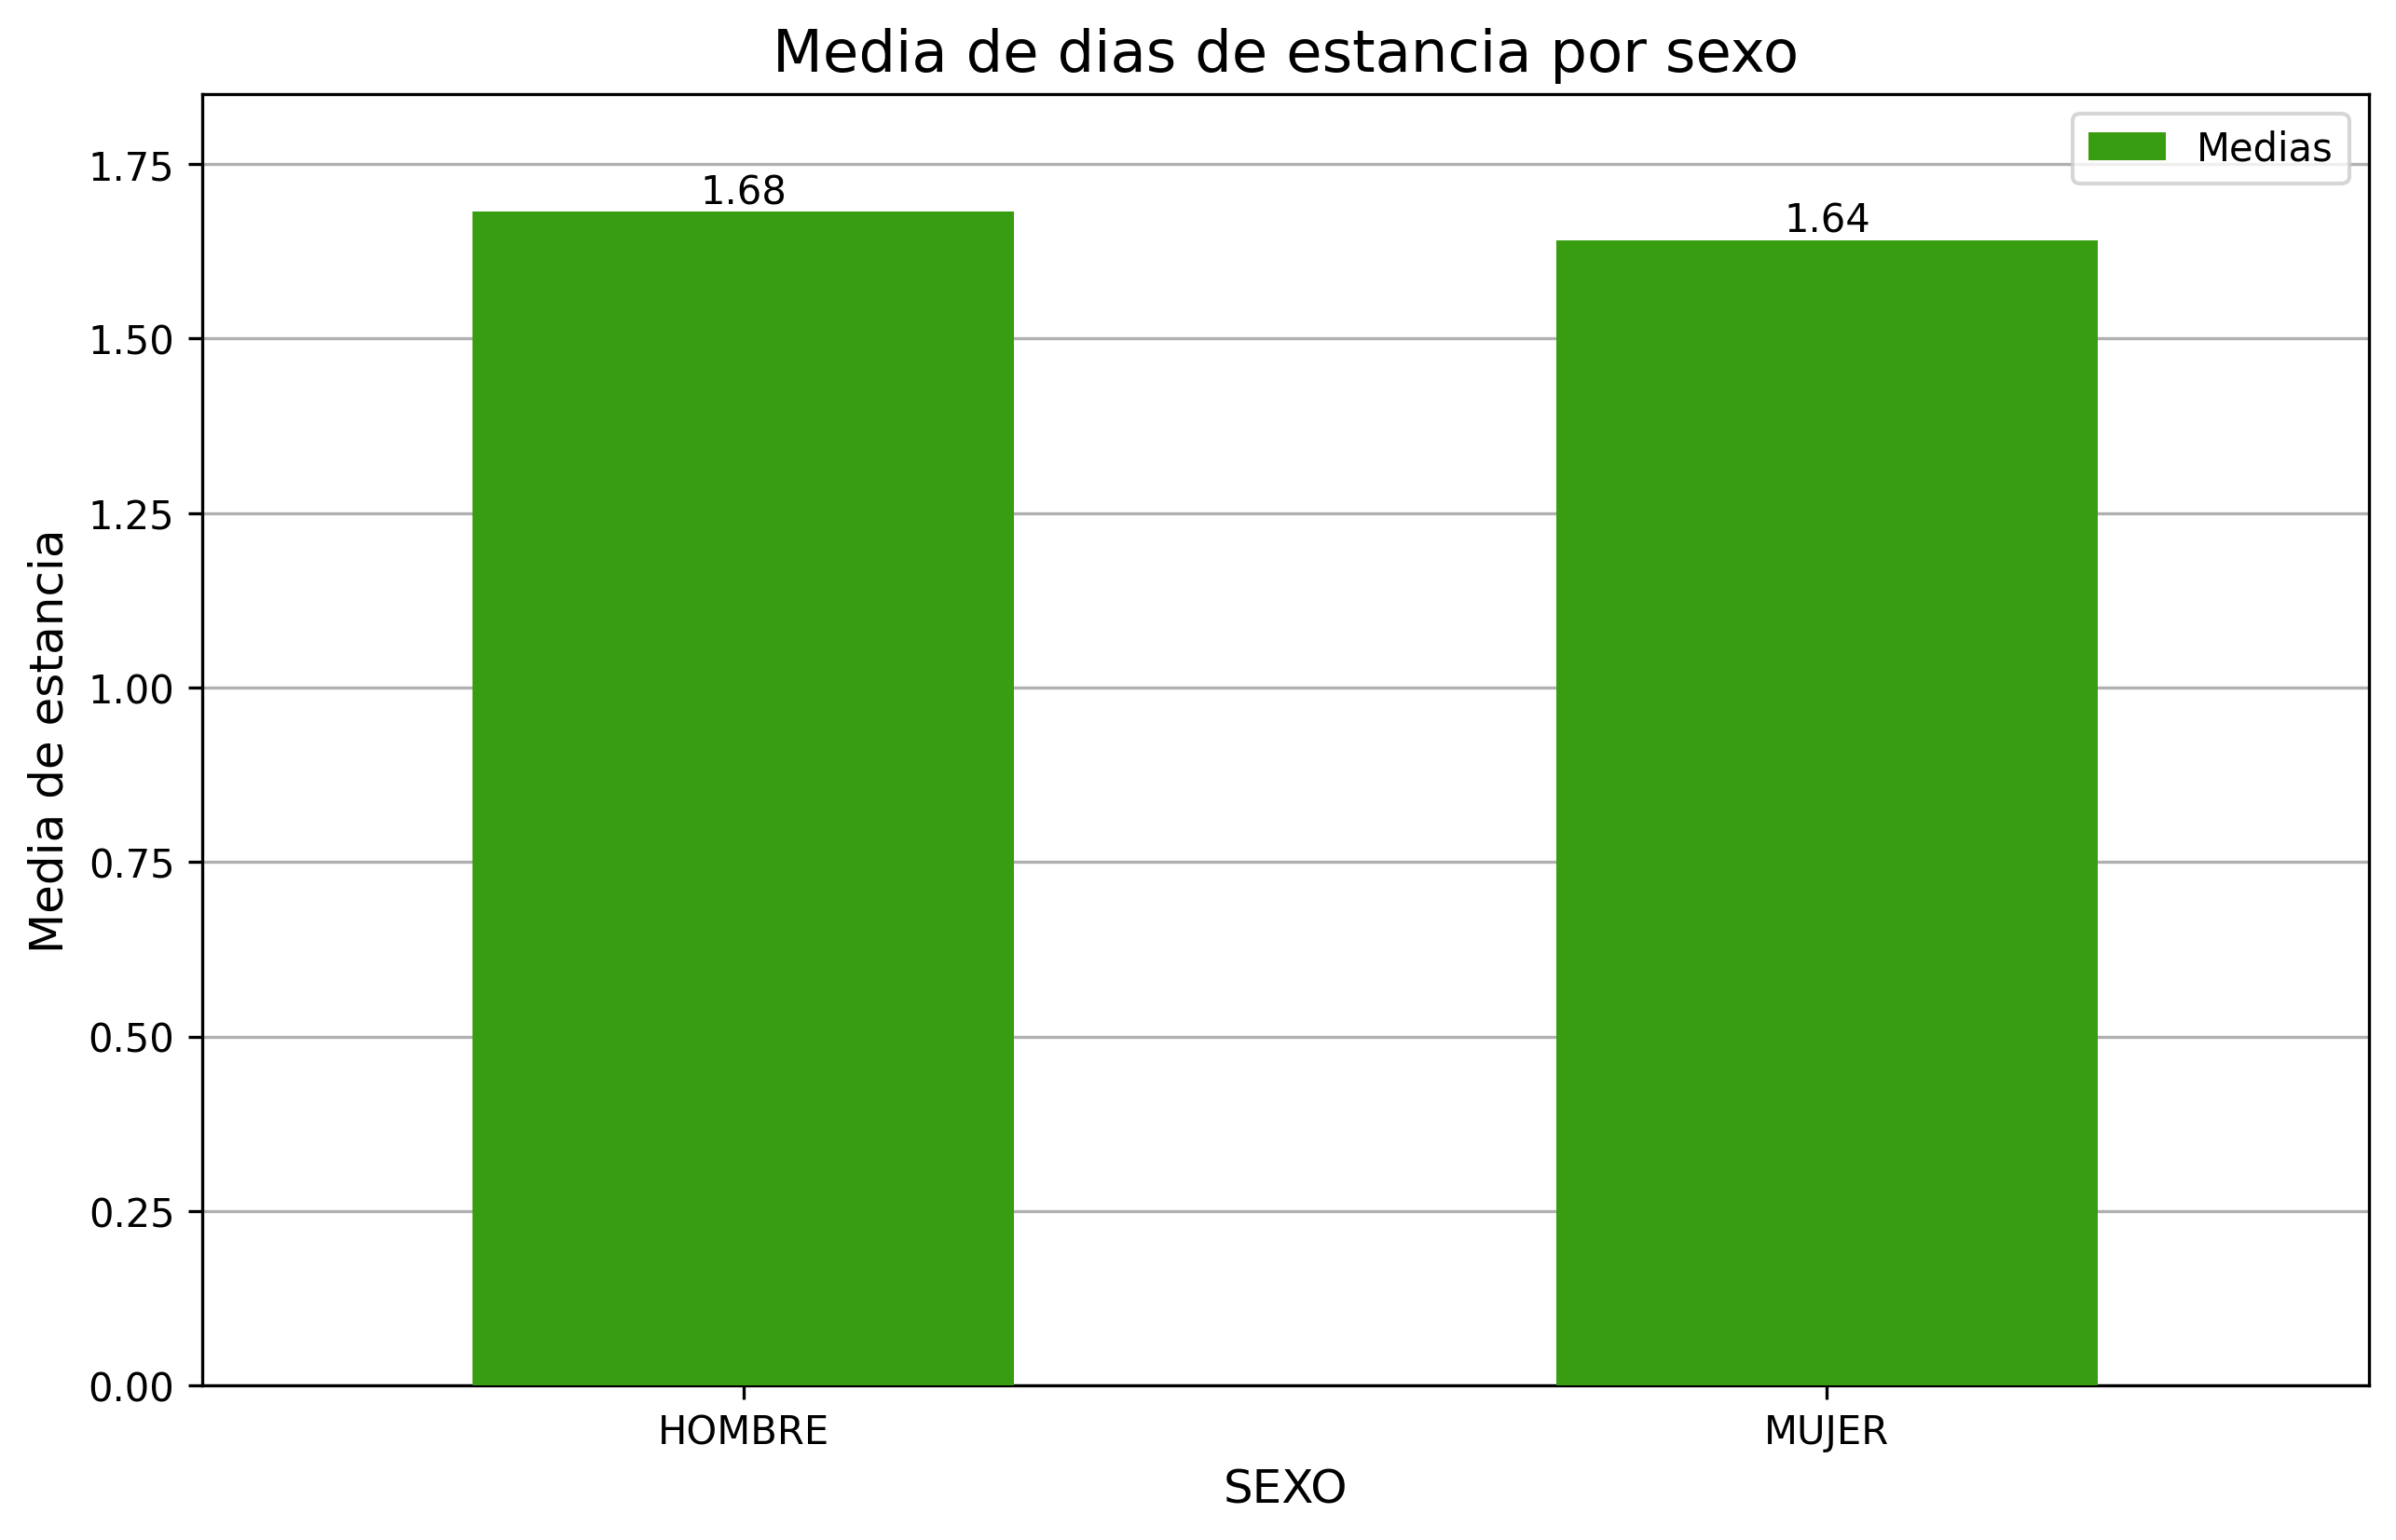 Media de dias de estancia por sexo
Medias
1.68
1.64
Media de estancia
1.75
1.50
1.25
1.00
0.75
0.50
0.25
0.00
HOMBRE
MUJER
SEXO